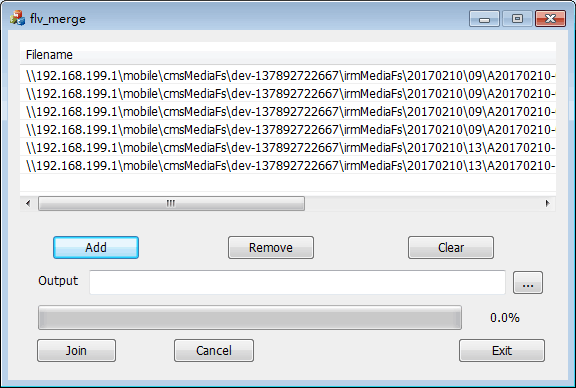 flv_merge
Filename
\\192.168.199.1\mobile\cmsMediaFs\dev-137892722667\irmMediaFs\20170210\09\A20170210-
\\192.168.199.1\mobile\cmsMediaFs\dev-137892722667\irmMediaFs\20170210\09\A20170210-
\\192.168.199.1\mobile\cmsMediaFs\dev-137892722667\irmMediaFs\20170210\09\A20170210-
\\192.168.199.1\mobile\cmsMediaFs\dev-137892722667\irmMediaFs\20170210\09\A20170210-
\\192.168.199.1\mobile\cmsMediaFs\dev-137892722667\irmMediaFs\20170210\13\A20170210-
\\192.168.199.1\mobile\cmsMediaFs\dev-137892722667\irmMediaFs\20170210\13\A20170210-
Add Remove Clear
Output ...
0.0%
Join Cancel Exit